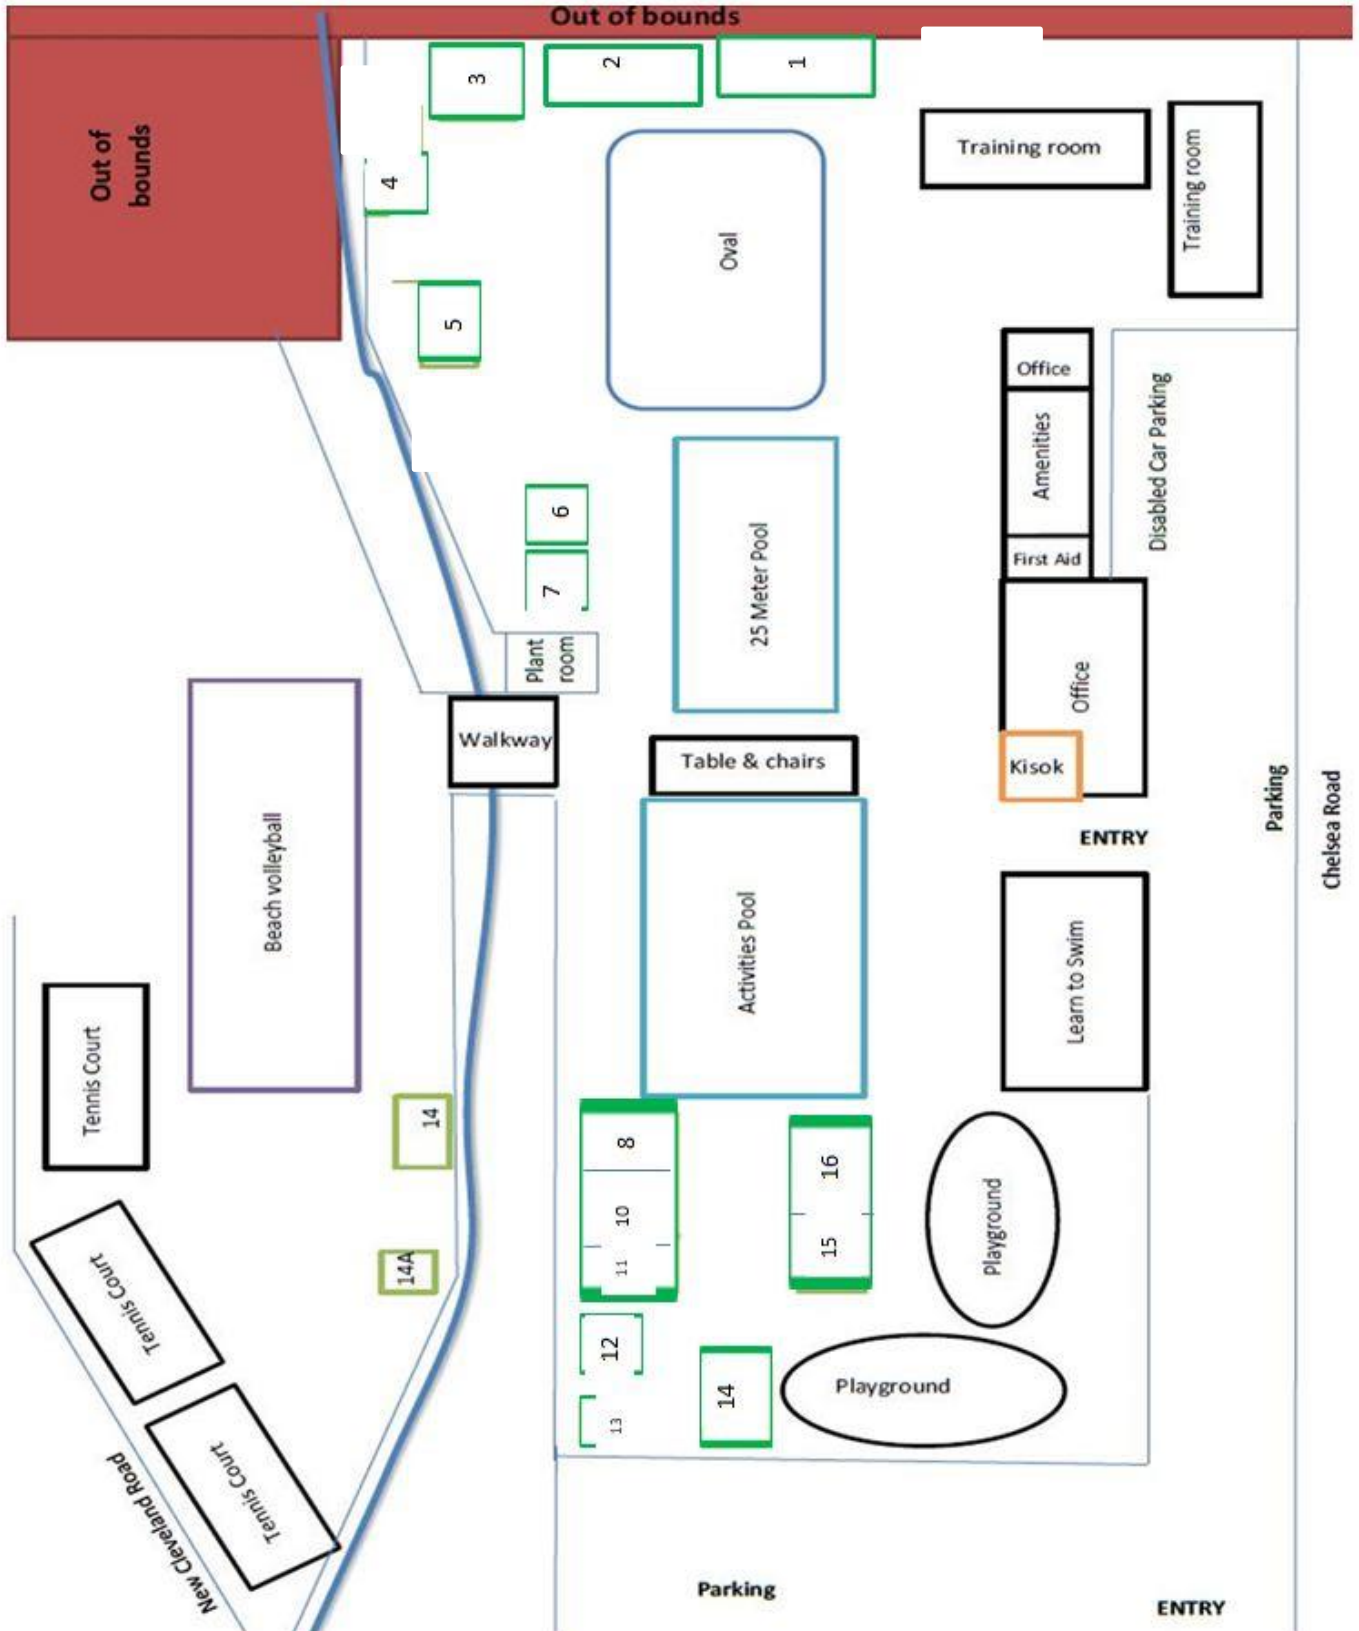 Out of bounds
Out of
bounds
3
2
1
Training room
Training room
4
Oval
5
Office
Amenities
First Aid
Disabled Car Parking
6
7
25 Meter Pool
Plant
room
Office
Walkway
Table & chairs
Kisok
Parking
Chelsea Road
ENTRY
Beach volleyball
Activities Pool
Learn to Swim
Tennis Court
14
8
16
10
Playground
15
11
14A
Tennis Court
12
14
Playground
13
Tennis Court
New Cleveland Road
Parking
ENTRY